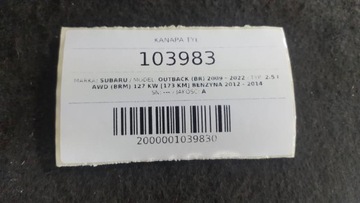 KANAPA TYŁ
103983
MARKA: SUBARU / MODEL: OUTBACK (BR) 2009 - 2022 / TYP: 2.5 i
AWD (BRM) 127 KW (173 KM) BENZYNA 2012 - 2014
JAKOŚĆ: A
2000001039830